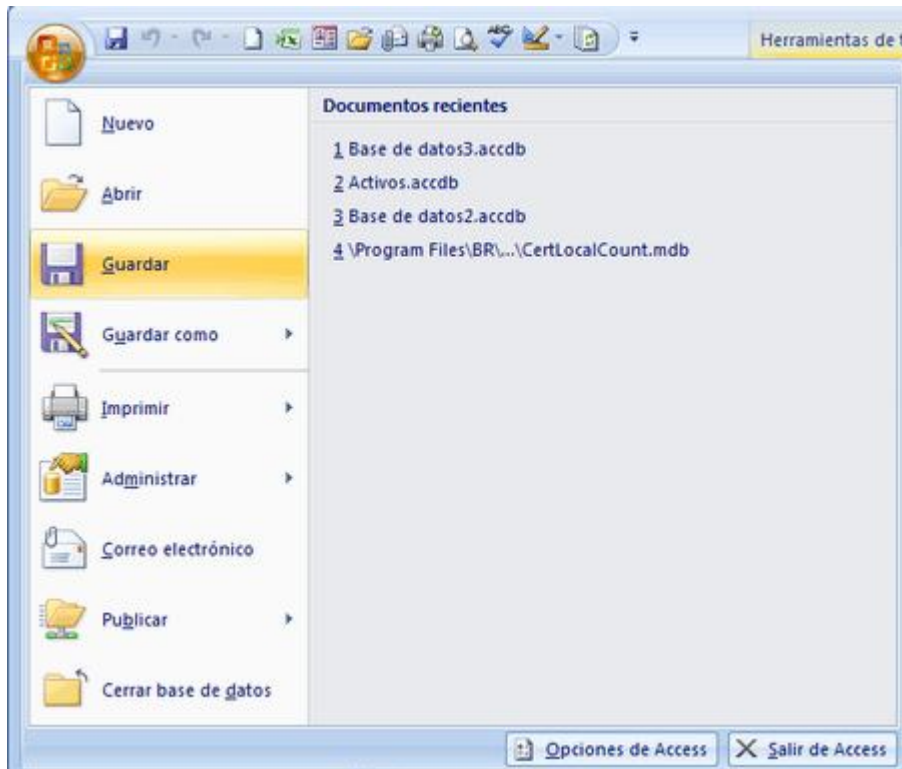 Herramientas de t
Nuevo
Abrir
Guardar
Guardar como
Imprimir
Administrar
Correo electrónico
Publicar
Cerrar base de datos
Documentos recientes
1 Base de datos3.accdb
2 Activos.accdb
3 Base de datos2.accdb
4 \Program Files\BR\...\CertLocalCount.mdb
Opciones de Access
Salir de Access